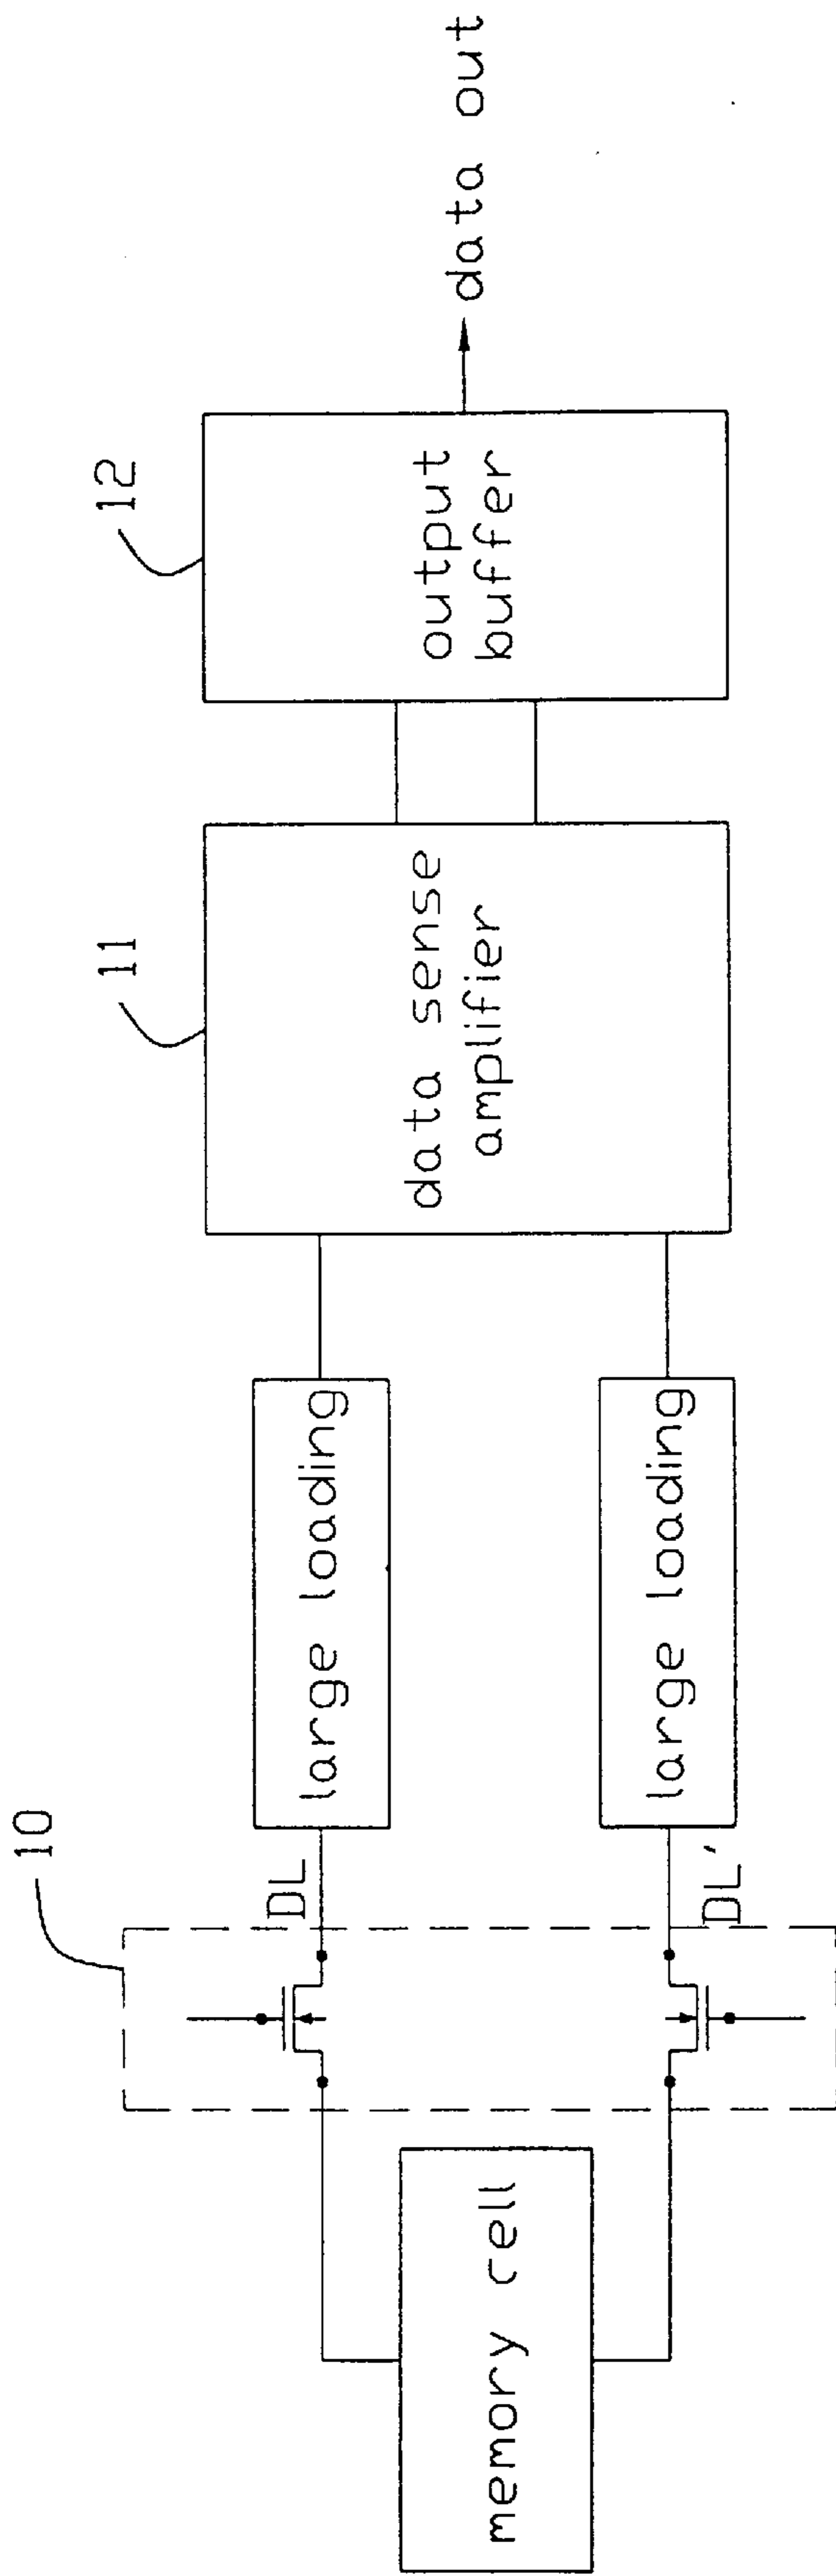 memory cell
10
DL
DL'
large loading
large loading
11
data sense
amplifier
12
output
buffer
data out